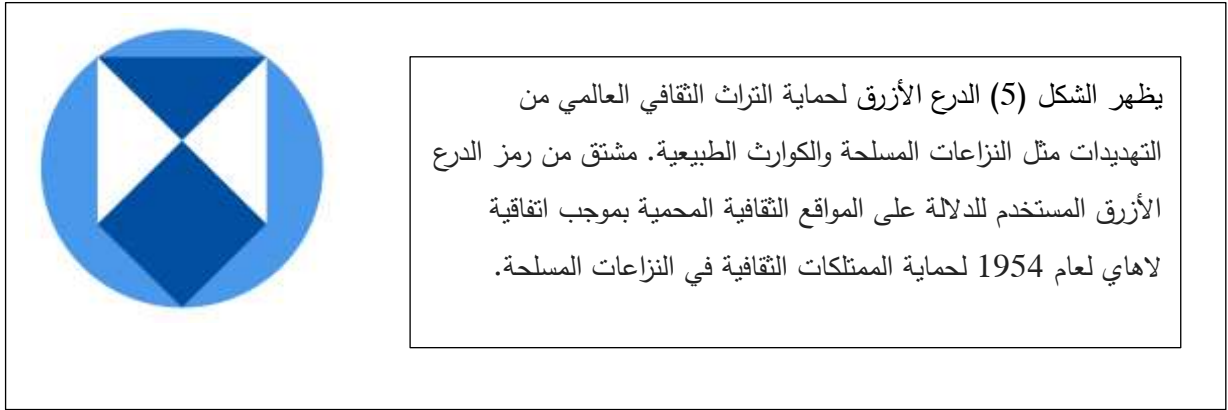 يظهر الشكل (5) الدرع الأزرق لحماية التراث الثقافي العالمي من
التهديدات مثل النزاعات المسلحة والكوارث الطبيعية. مشتق من رمز الدرع
الأزرق المستخدم للدلالة على المواقع الثقافية المحمية بموجب اتفاقية
لاهاي لعام 1954 لحماية الممتلكات الثقافية في النزاعات المسلحة.